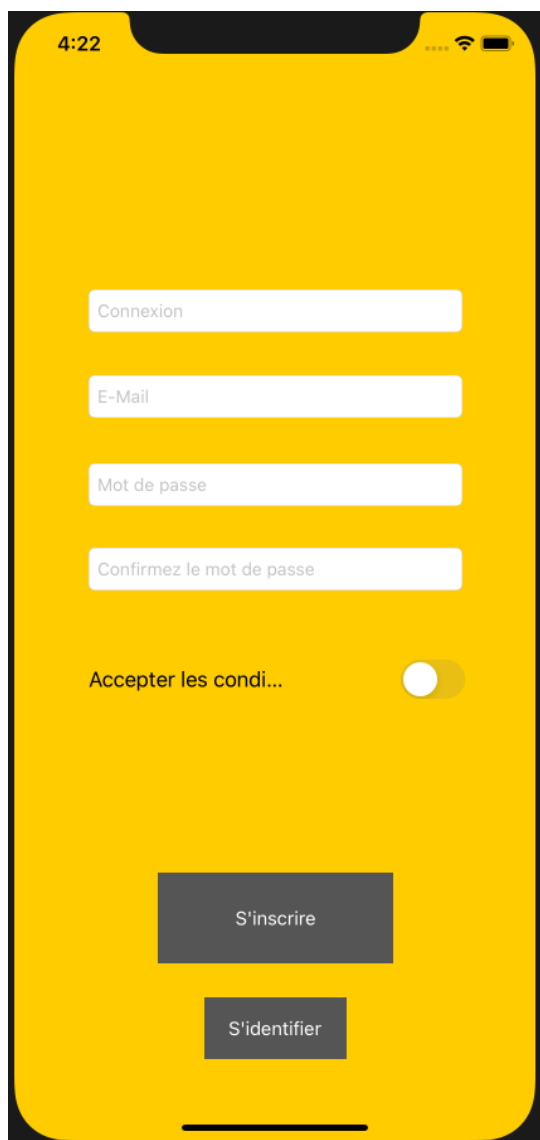 4:22
Connexion
E-Mail
Mot de passe
Confirmez le mot de passe
Accepter les condi...
S'inscrire
S'identifier